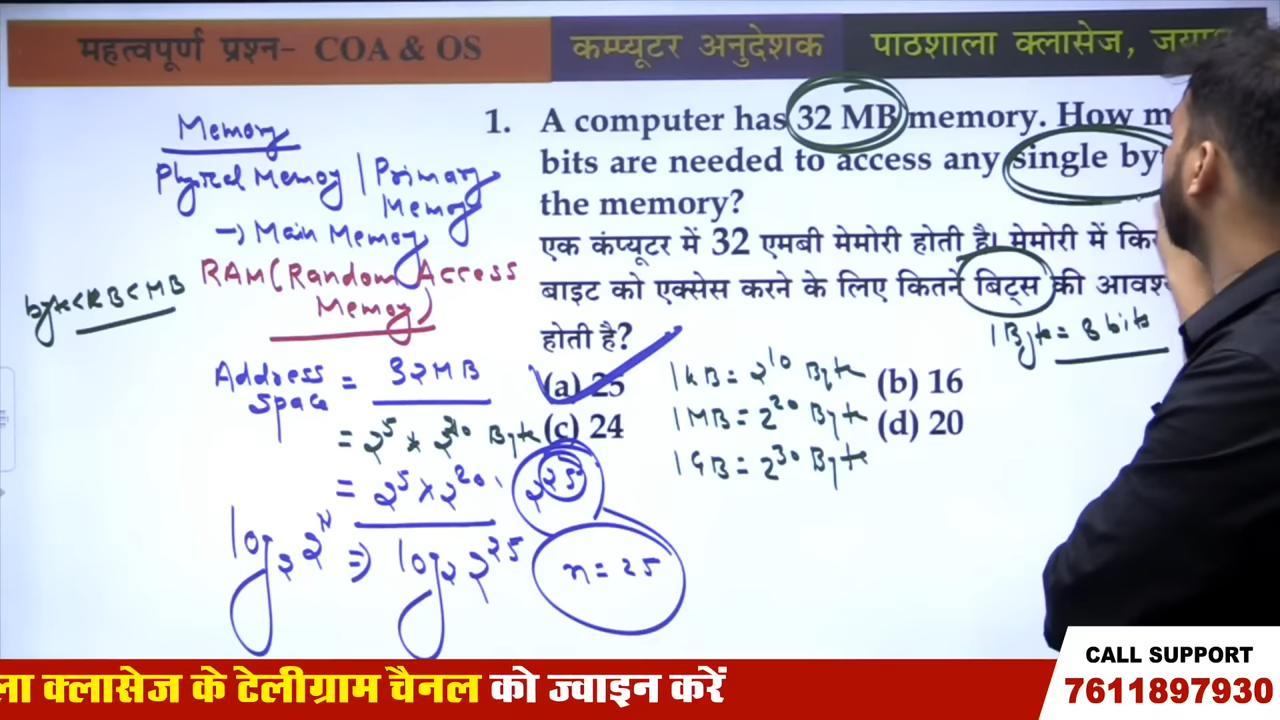 महत्वपूर्ण प्रश्न- COA & OS
कम्प्यूटर अनुदेशक
पाठशाला क्लासेज,
Memory
Physical Memory | Primary Memory
→ Main Memory
RAM (Random Access Memory)
byte < KB < MB
1. A computer has 32 MB memory. How
bits are needed to access any single
the memory?
एक कंप्यूटर में 32 एमबी मेमोरी होती है। मेमोरी में
बाइट को एक्सेस करने के लिए कितने बिट्स की
होती है?
1 Byte = 8 bits
(a) 25
(b) 16
(c) 24
(d) 20
1 KB = 2^10 Byte
1 MB = 2^20 Byte
1 GB = 2^30 Byte
Address Space = 32 MB
= 2^5 * 2^20 Byte
= 2^5 × 2^20
2^25
log₂ 2^n ⇒ log₂ 2^25
n = 25
क्लासेज के टेलीग्राम चैनल को ज्वाइन करें
CALL SUPPORT
7611897930